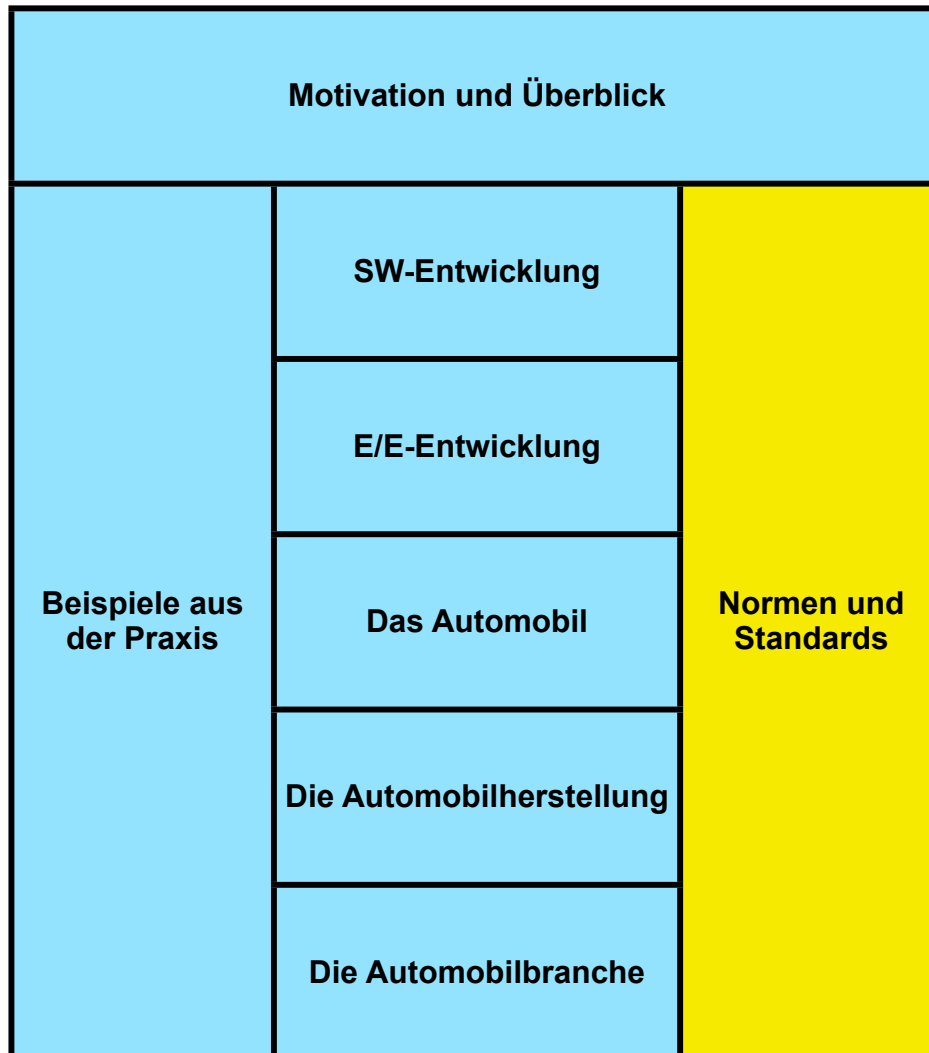 Motivation und Überblick
SW-Entwicklung
E/E-Entwicklung
Beispiele aus
der Praxis
Das Automobil
Normen und
Standards
Die Automobilherstellung
Die Automobilbranche